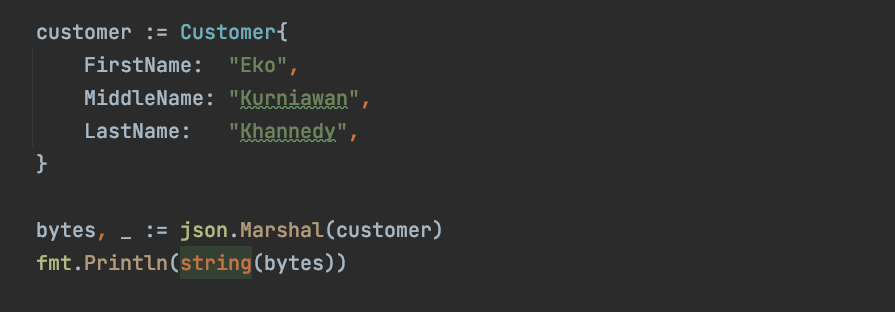 customer := Customer{
    FirstName:  "Eko",
    MiddleName: "Kurniawan",
    LastName:   "Khannedy",
}

bytes, _ := json.Marshal(customer)
fmt.Println(string(bytes))